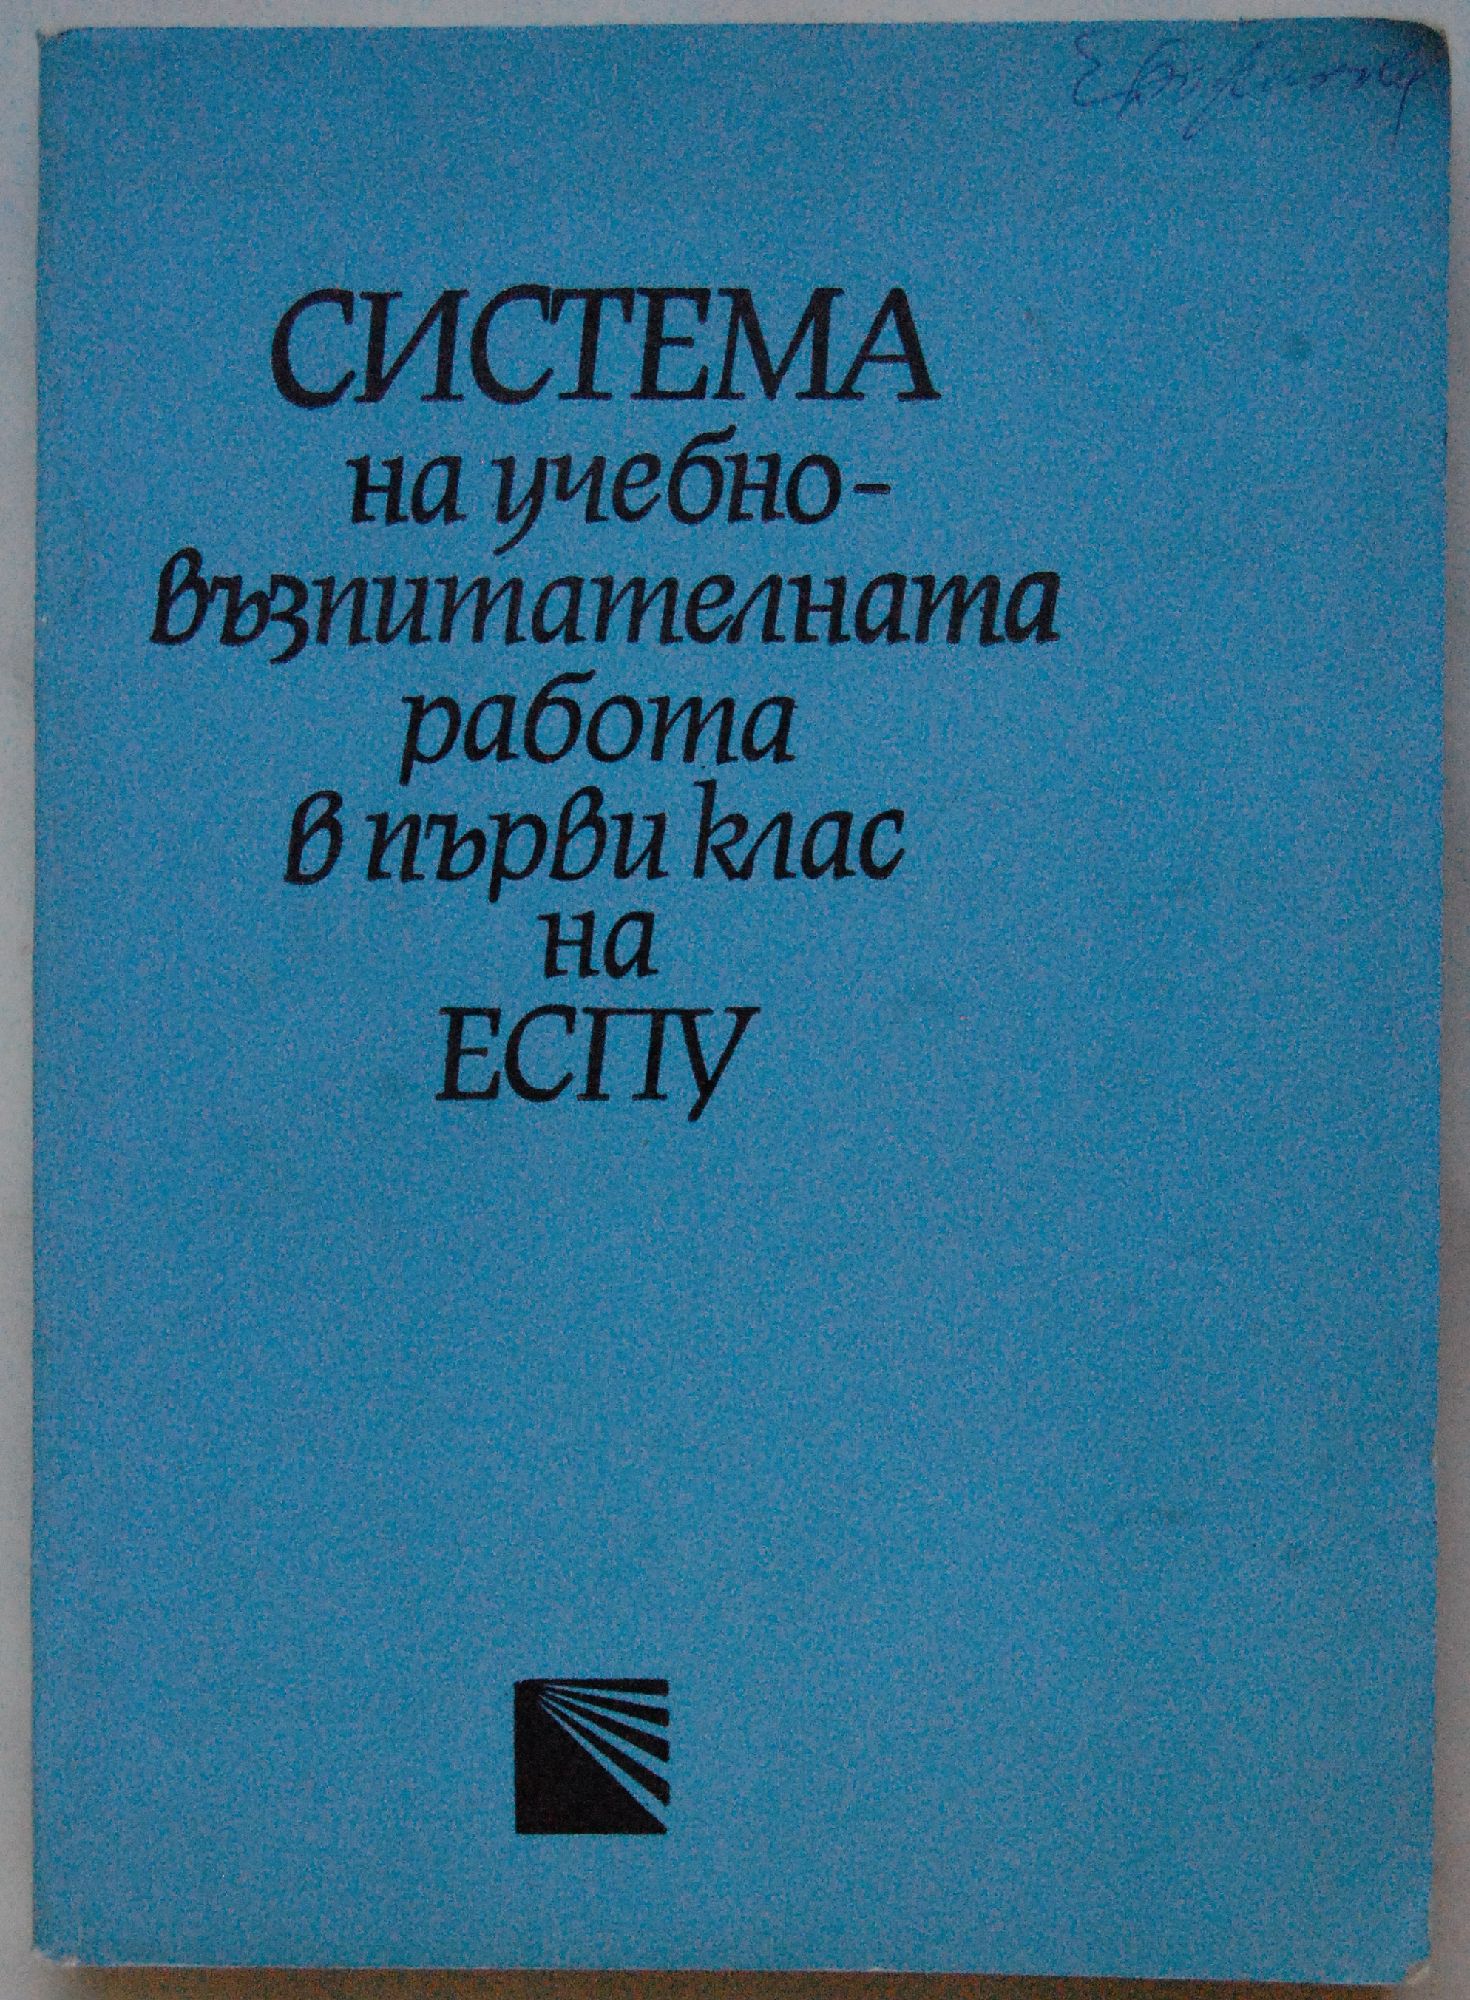 СИСТЕМА
на учебно-
възпитателната
работа
в първи клас
на
ЕСПУ